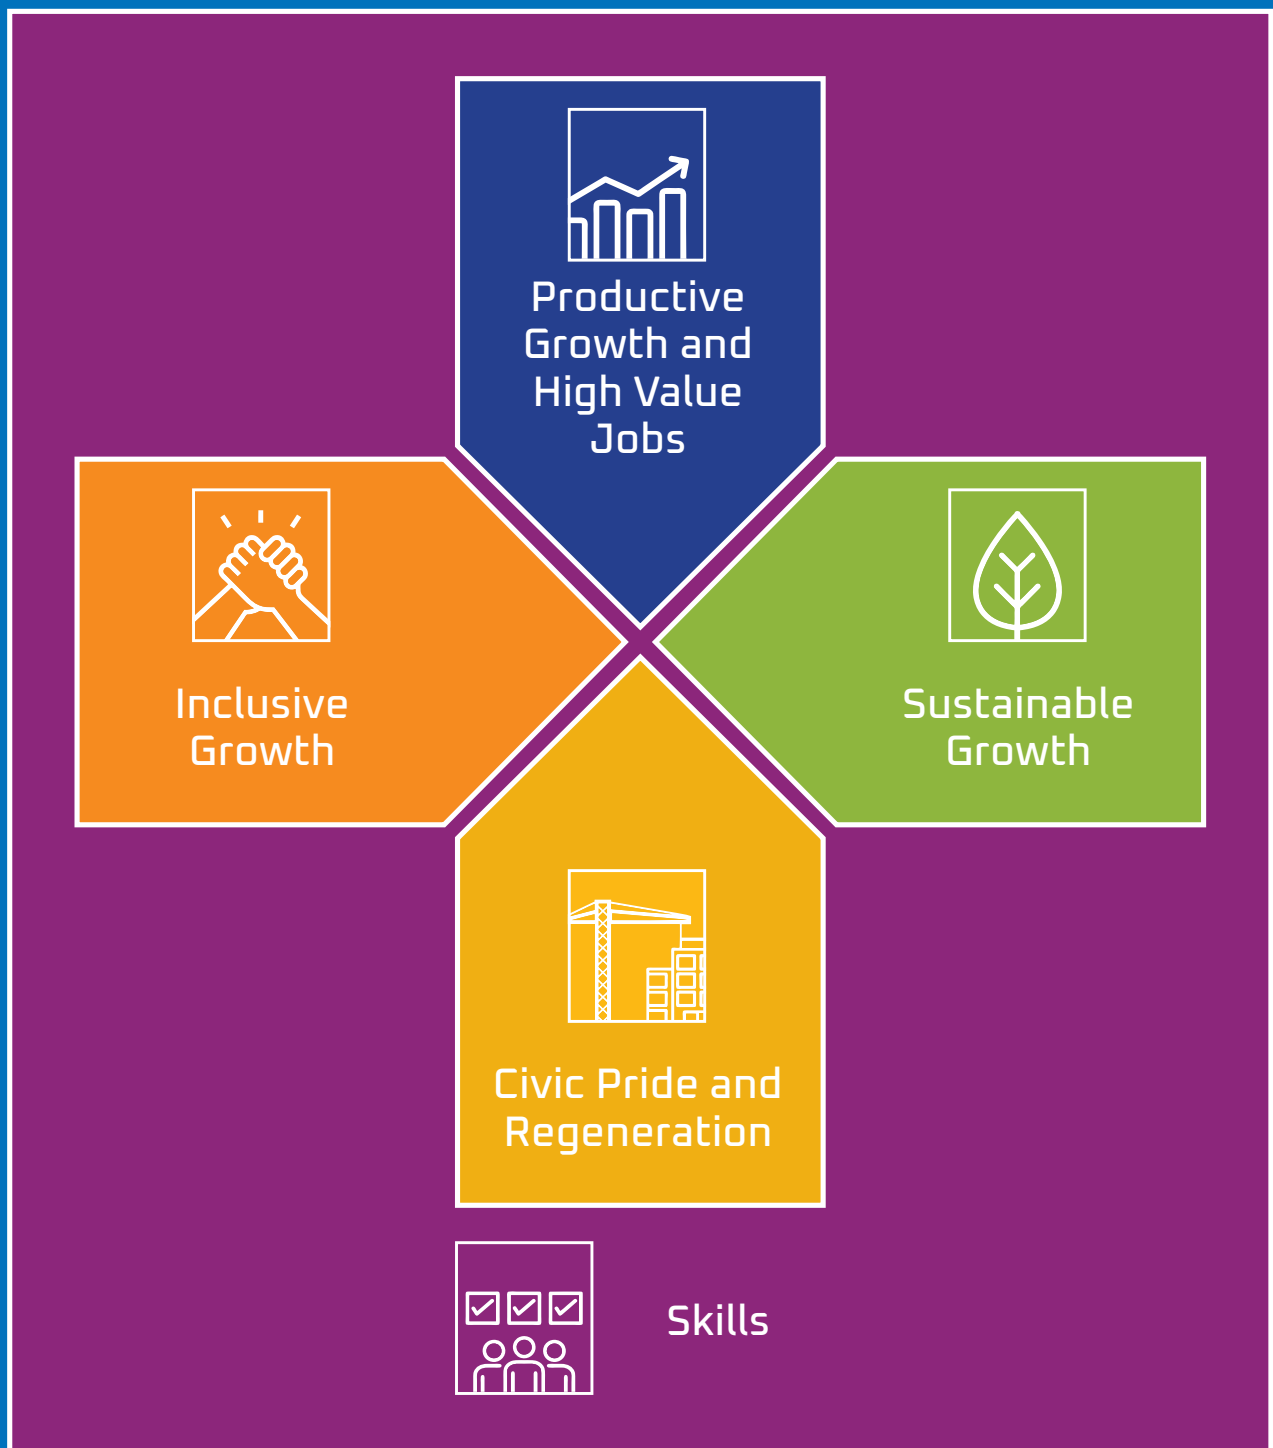 Productive
Growth and
High Value
Jobs
Inclusive
Growth
Sustainable
Growth
Civic Pride and
Regeneration
Skills